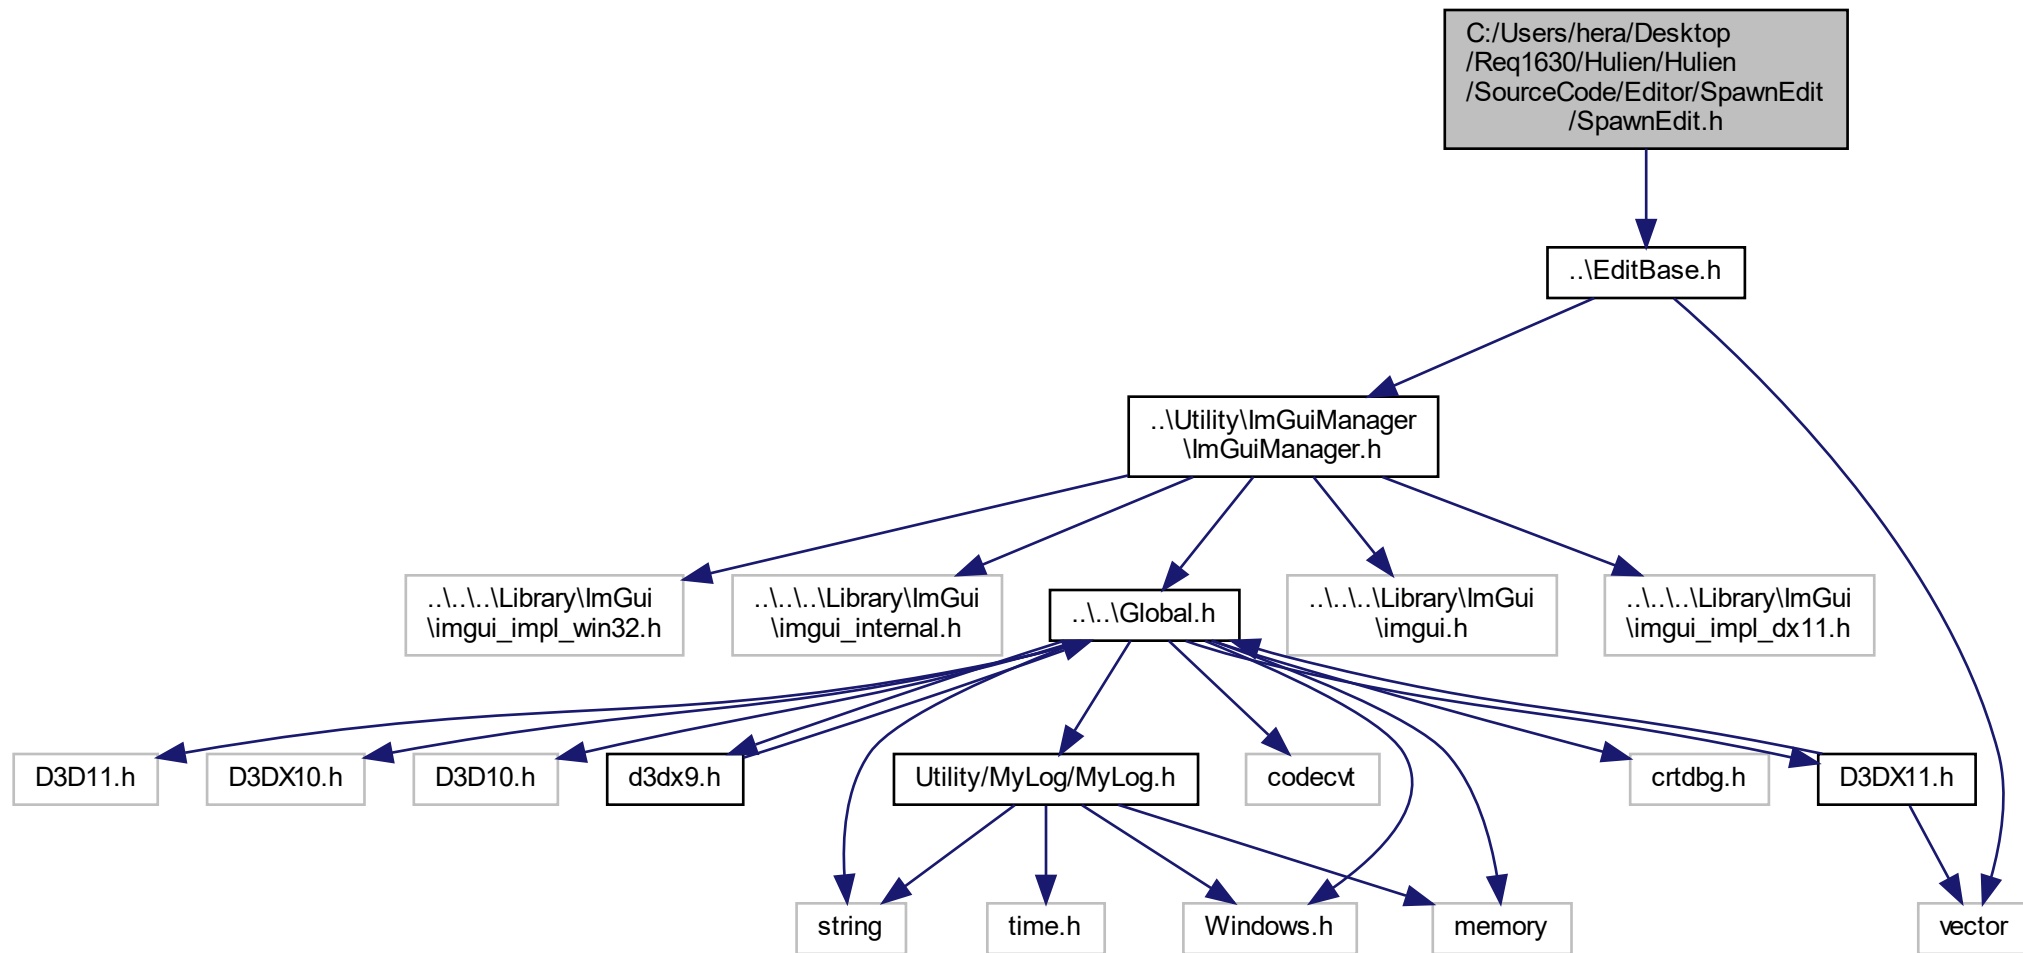 C:/Users/hera/Desktop
/Req1630/Hulien/Hulien
/SourceCode/Editor/SpawnEdit
/SpawnEdit.h
..\EditBase.h
..\Utility\ImGuiManager
\ImGuiManager.h
..\..\..\Library\ImGui
\imgui_impl_win32.h
..\..\..\Library\ImGui
\imgui_internal.h
..\..\Global.h
..\..\..\Library\ImGui
\imgui.h
..\..\..\Library\ImGui
\imgui_impl_dx11.h
D3D11.h
D3DX10.h
D3D10.h
d3dx9.h
Utility/MyLog/MyLog.h
codecvt
crtdbg.h
D3DX11.h
string
time.h
Windows.h
memory
vector